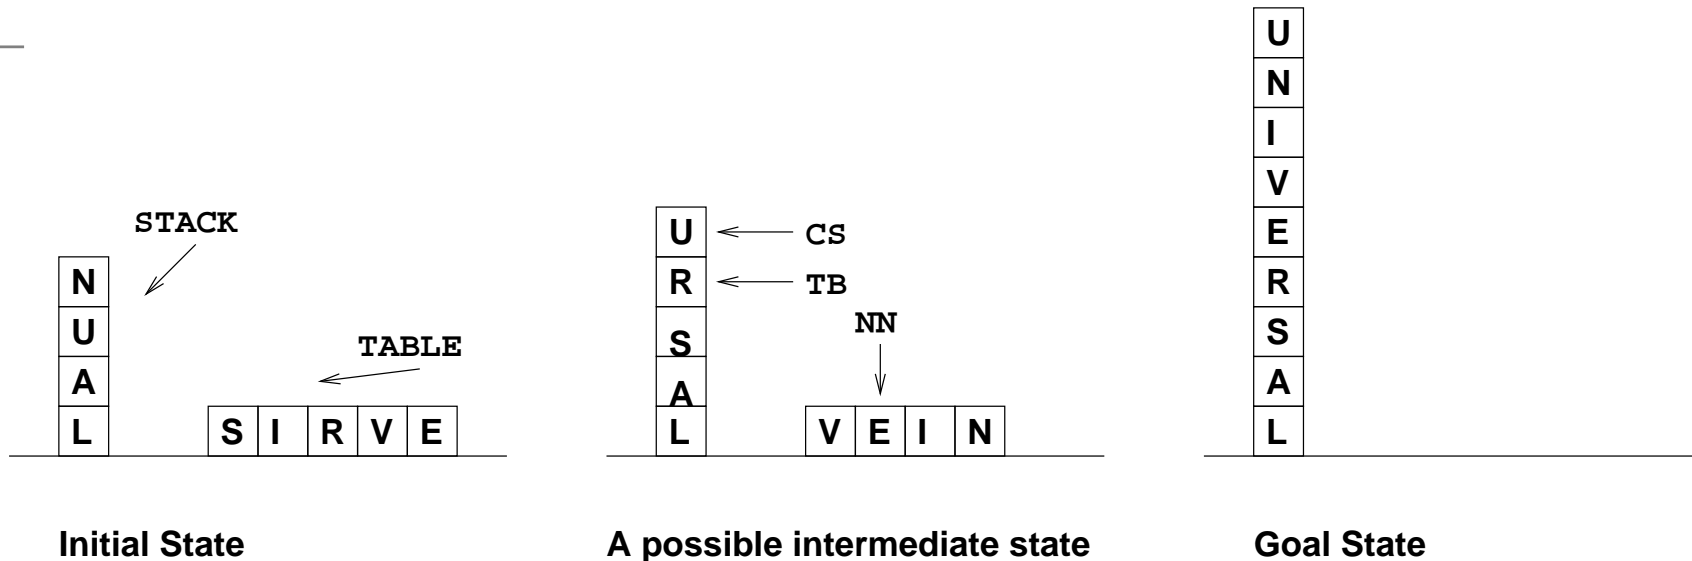 U
N
I
V
E
R
S
A
L
STACK
N
U
A
L
TABLE
S I R V E
U
R
S
A
L
CS
TB
NN
V E I N
Initial State
A possible intermediate state
Goal State